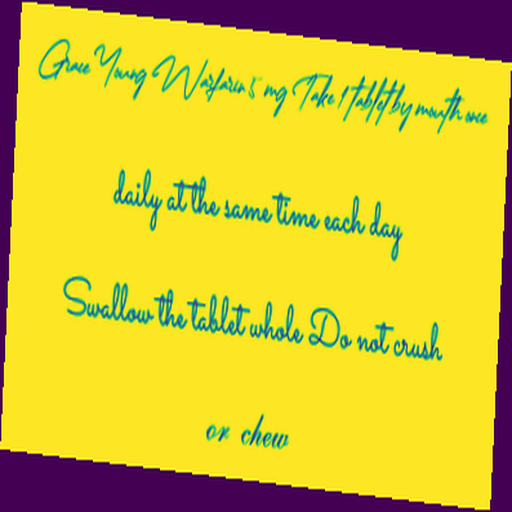 Grace Young Warfarin 5 mg Take 1 tablet by mouth once
daily at the same time each day
Swallow the tablet whole Do not crush
or chew